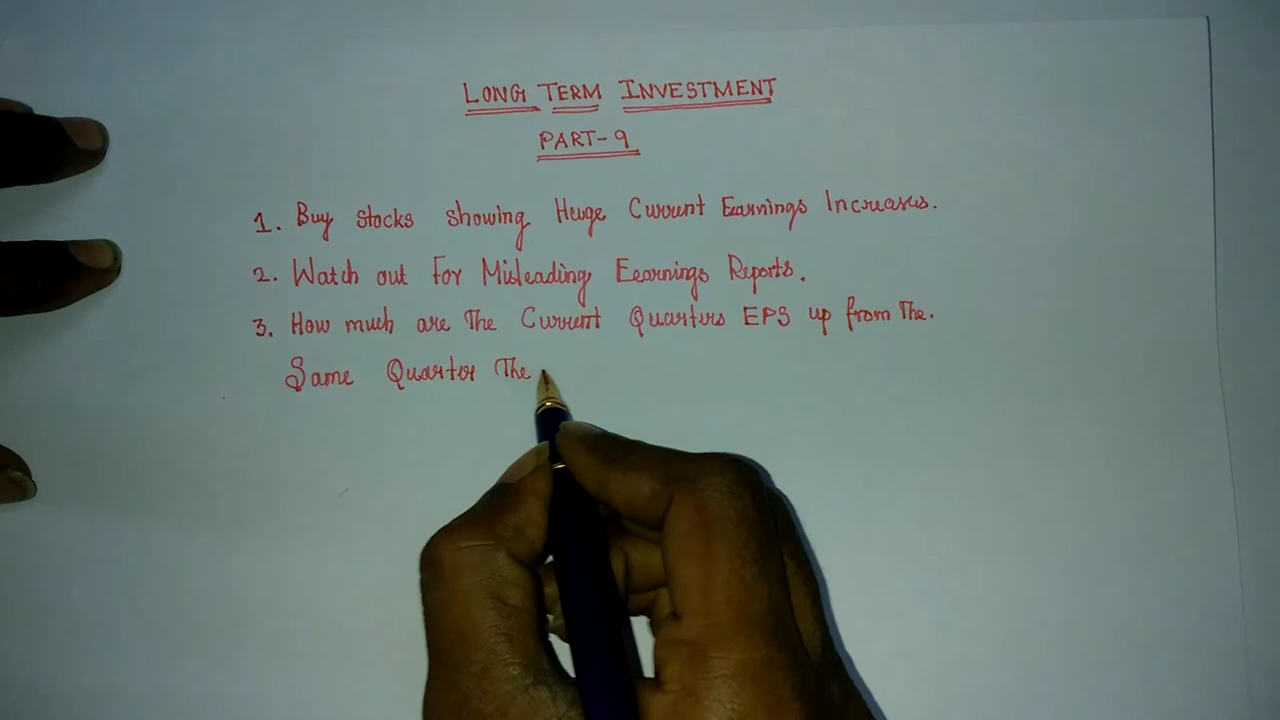 LONG TERM INVESTMENT
PART-9
1. Buy Stocks showing Huge Current Earnings Increases.
2. Watch out For Misleading Eearnings Reports.
3. How much are The Current Quarters EPS up from The.
Same Quarter The